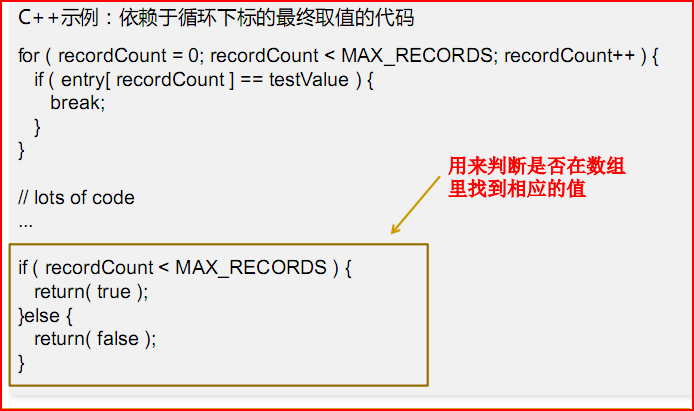 C++示例：依赖于循环下标的最终取值的代码
for ( recordCount = 0; recordCount < MAX_RECORDS; recordCount++ ) {
if ( entry[ recordCount ] == testValue ) {
break;
}
}
// lots of code
...
用来判断是否在数组
里找到相应的值
if ( recordCount < MAX_RECORDS ) {
return( true );
}else {
return( false );
}